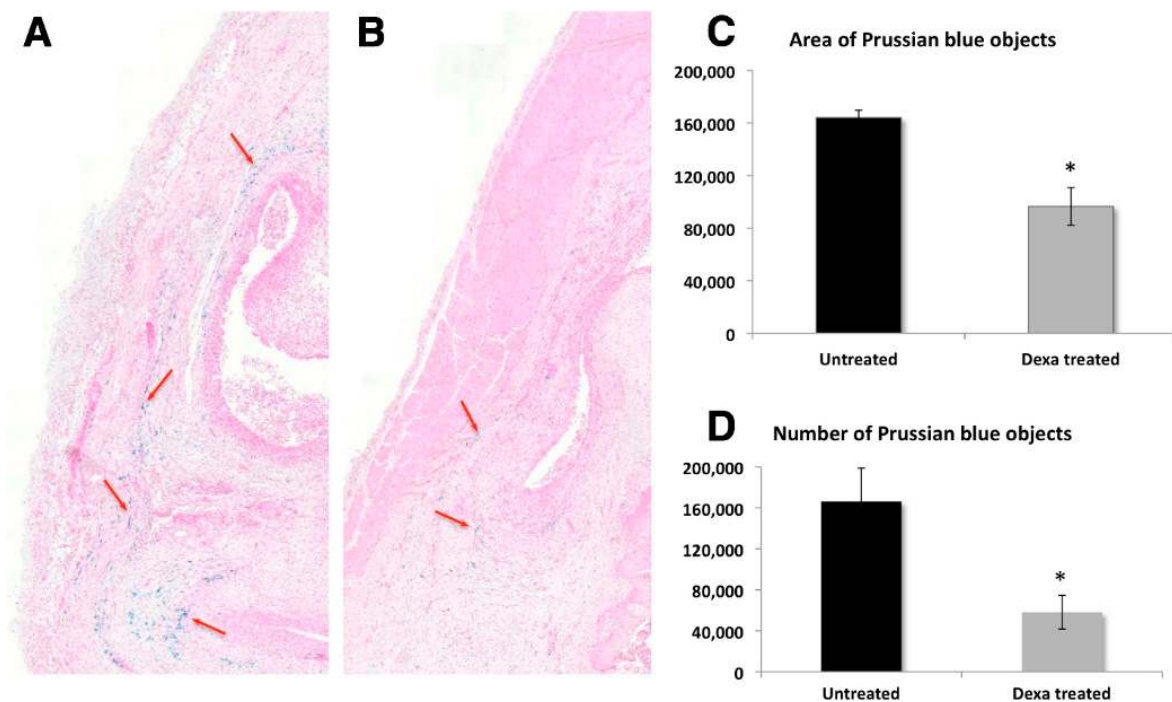 A
B
C
Area of Prussian blue objects
200,000
160,000
120,000
80,000
40,000
0
*
Untreated
Dexa treated
D
Number of Prussian blue objects
200,000
160,000
120,000
80,000
40,000
0
*
Untreated
Dexa treated